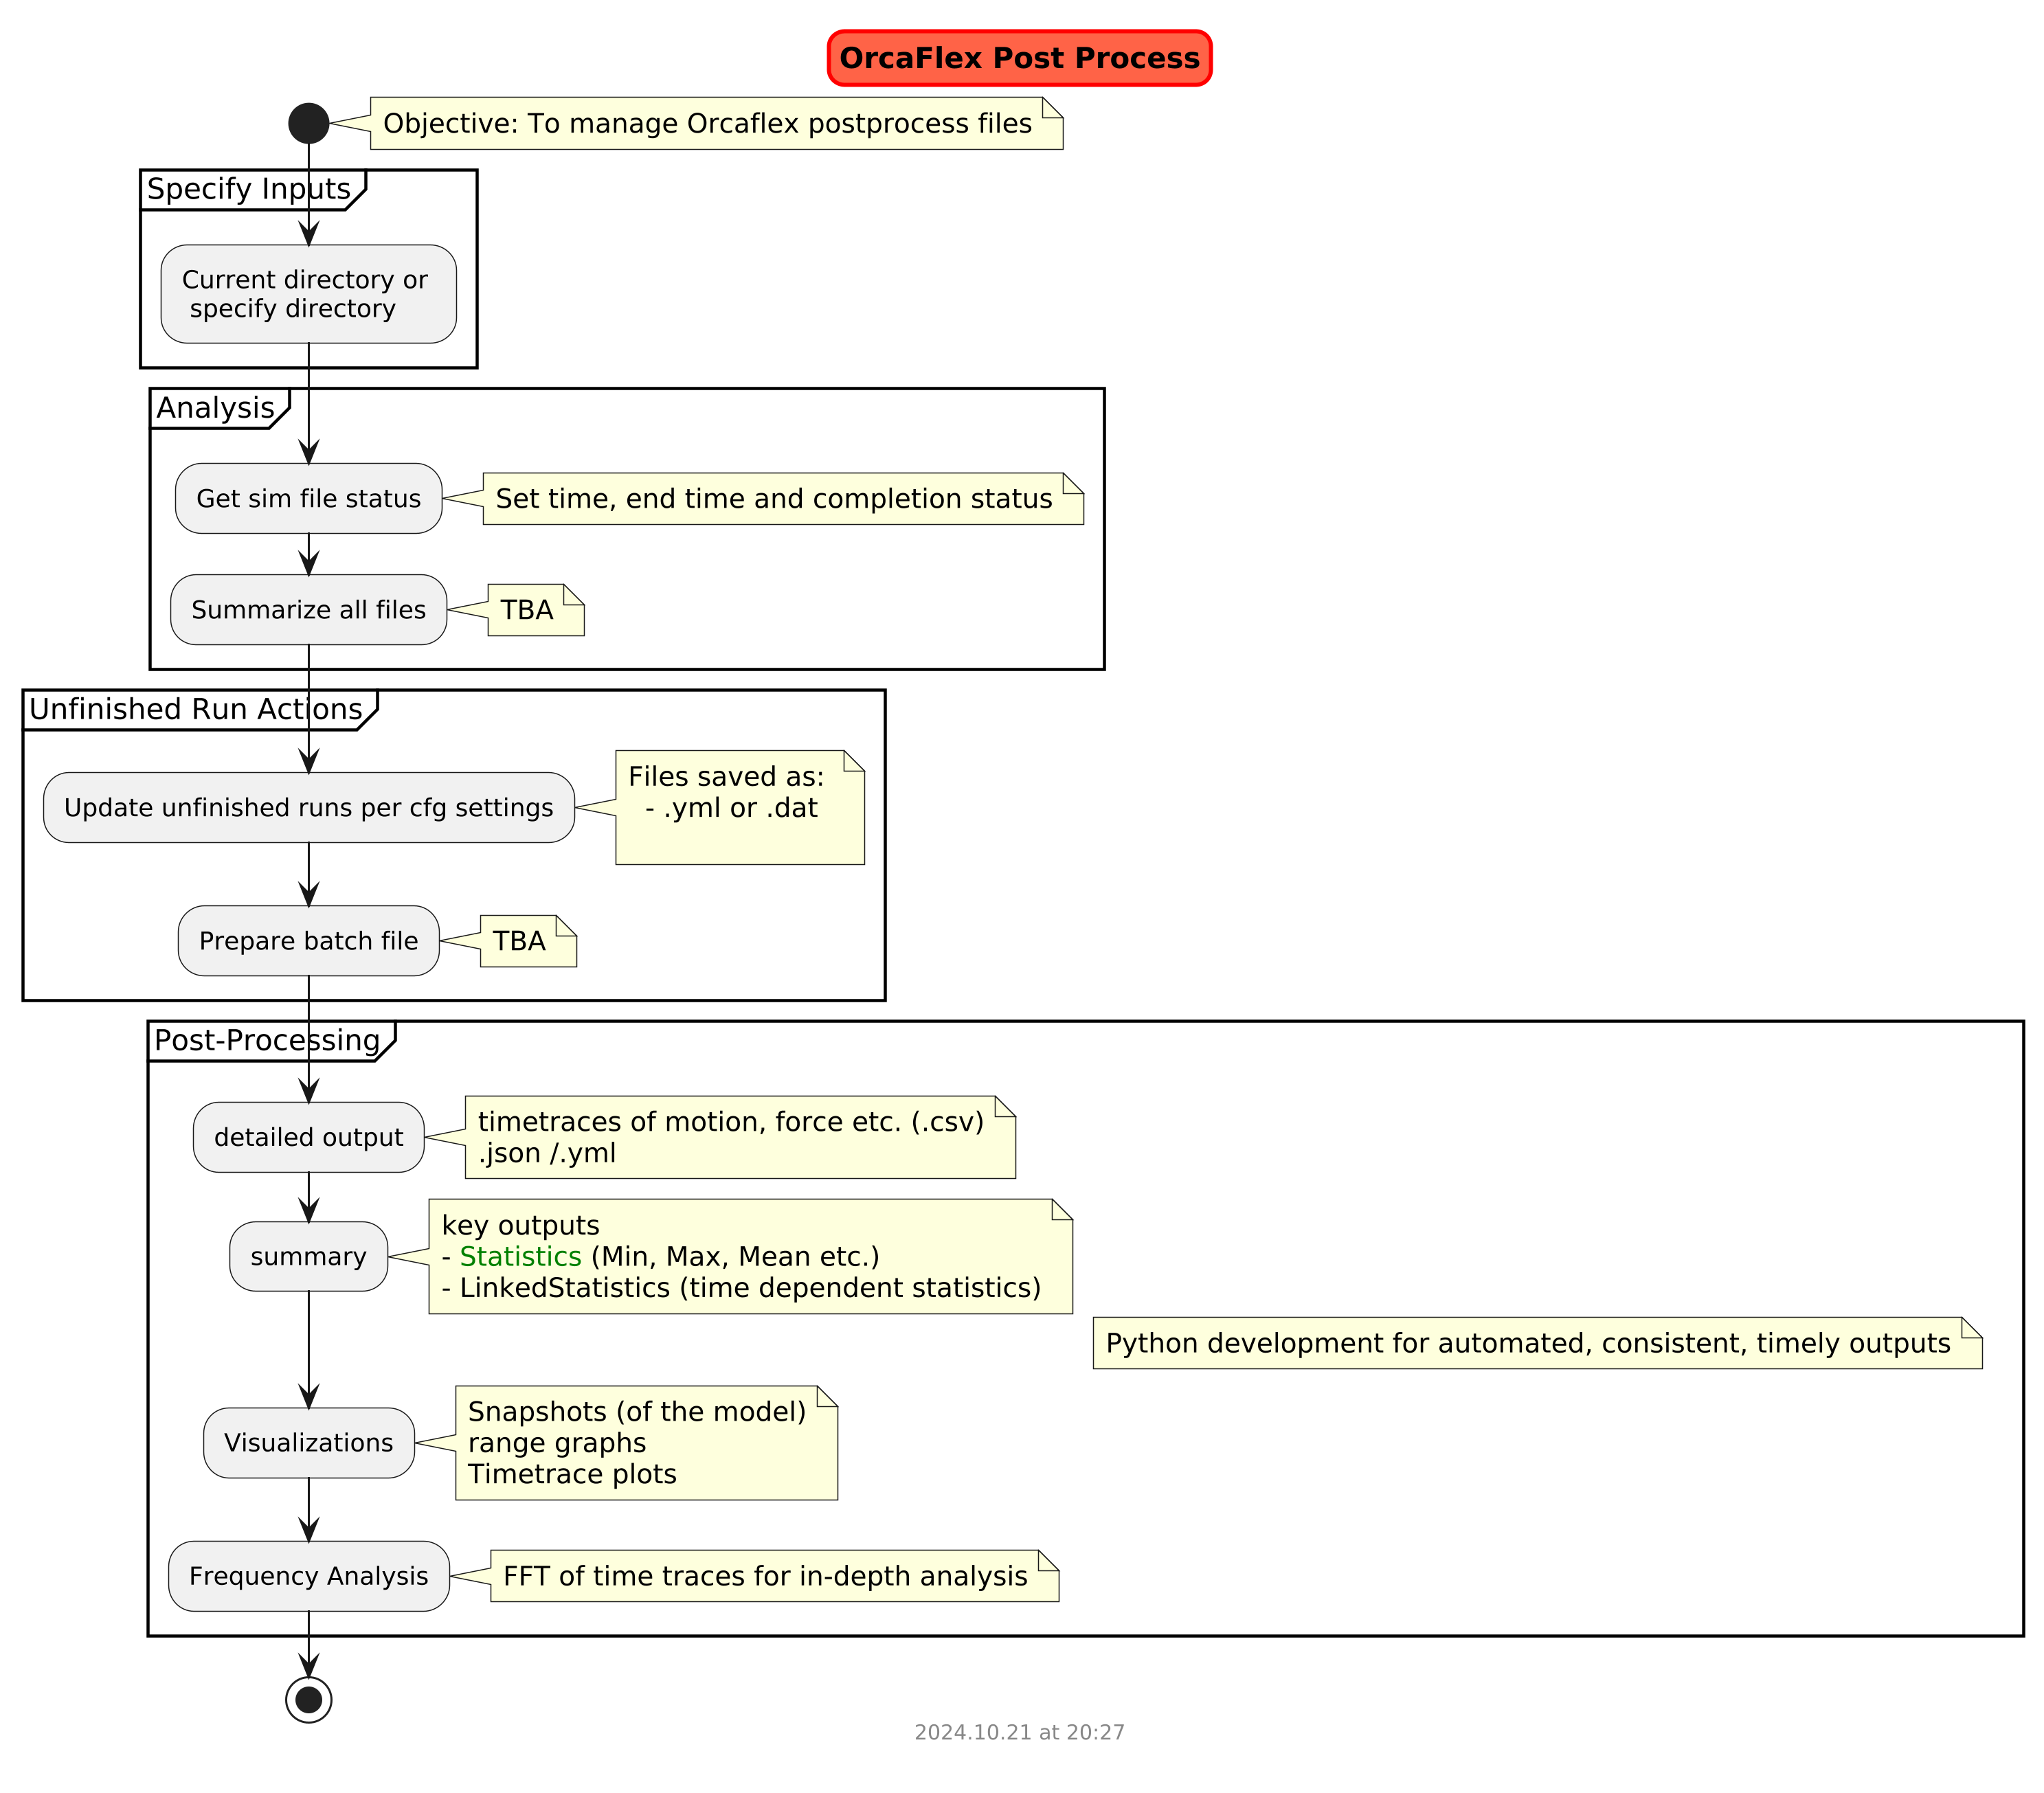 OrcaFlex Post Process
Objective: To manage Orcaflex postprocess files
Specify Inputs
Current directory or
specify directory
Analysis
Get sim file status
Set time, end time and completion status
Summarize all files
TBA
Unfinished Run Actions
Update unfinished runs per cfg settings
Files saved as:
- .yml or .dat
Prepare batch file
TBA
Post-Processing
detailed output
timetraces of motion, force etc. (.csv)
.json /.yml
summary
key outputs
- Statistics (Min, Max, Mean etc.)
- LinkedStatistics (time dependent statistics)
Python development for automated, consistent, timely outputs
Visualizations
Snapshots (of the model)
range graphs
Timetrace plots
Frequency Analysis
FFT of time traces for in-depth analysis
2024.10.21 at 20:27